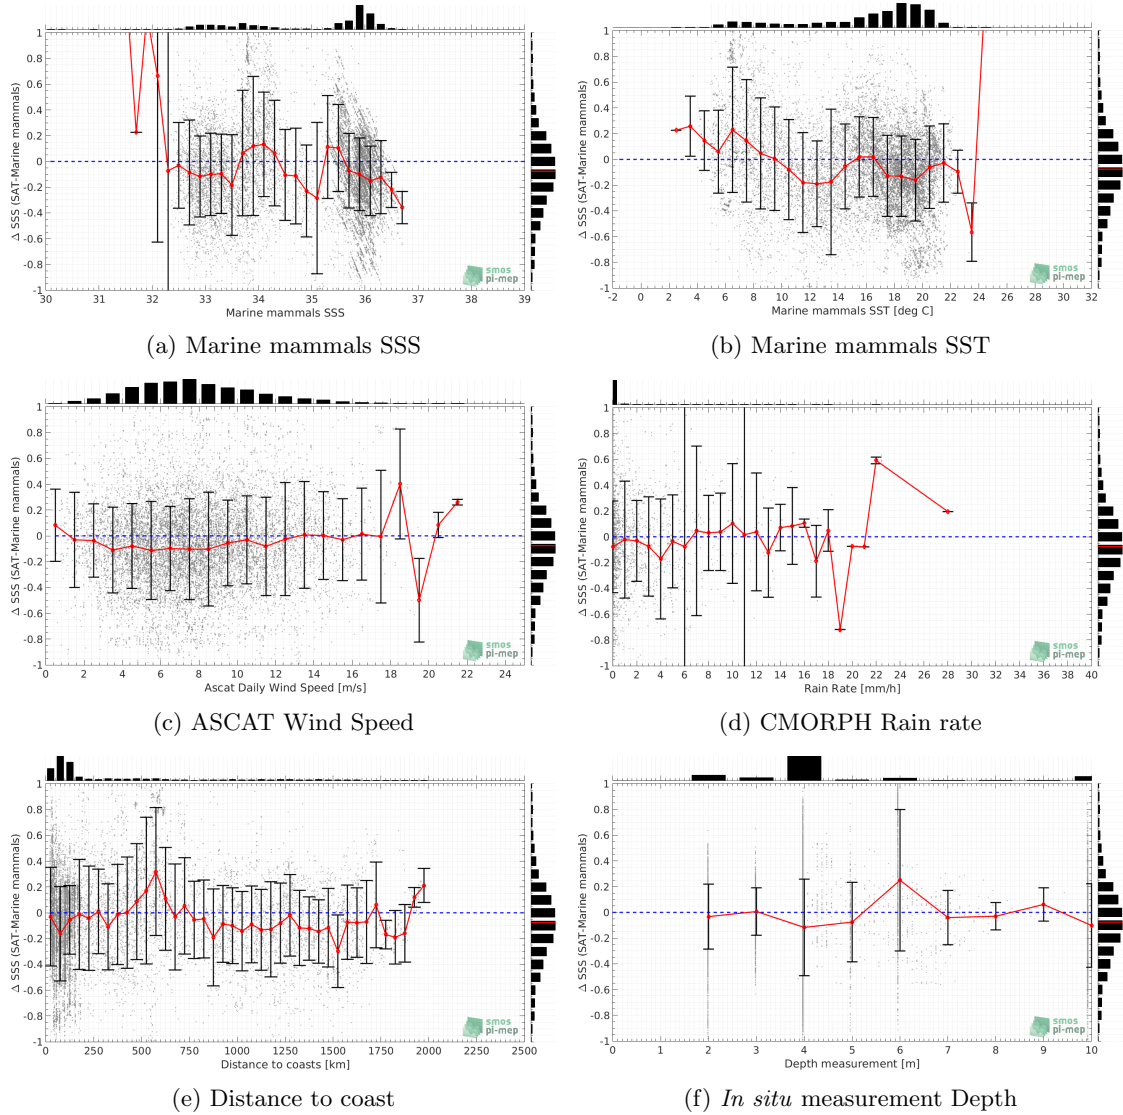 Δ SSS (SAT-Marine mammals)
1
0.8
0.6
0.4
0.2
0
-0.2
-0.4
-0.6
-0.8
-1
30 31 32 33 34 35 36 37 38 39
Marine mammals SSS
smos
pi-mep
(a) Marine mammals SSS
Δ SSS (SAT-Marine mammals)
1
0.8
0.6
0.4
0.2
0
-0.2
-0.4
-0.6
-0.8
-1
-2 0 2 4 6 8 10 12 14 16 18 20 22 24 26 28 30 32
Marine mammals SST [deg C]
smos
pi-mep
(b) Marine mammals SST
Δ SSS (SAT-Marine mammals)
1
0.8
0.6
0.4
0.2
0
-0.2
-0.4
-0.6
-0.8
-1
0 2 4 6 8 10 12 14 16 18 20 22 24
Ascat Daily Wind Speed [m/s]
smos
pi-mep
(c) ASCAT Wind Speed
Δ SSS (SAT-Marine mammals)
1
0.8
0.6
0.4
0.2
0
-0.2
-0.4
-0.6
-0.8
-1
0 2 4 6 8 10 12 14 16 18 20 22 24 26 28 30 32 34 36 38 40
Rain Rate [mm/h]
smos
pi-mep
(d) CMORPH Rain rate
Δ SSS (SAT-Marine mammals)
1
0.8
0.6
0.4
0.2
0
-0.2
-0.4
-0.6
-0.8
-1
0 250 500 750 1000 1250 1500 1750 2000 2250 2500
Distance to coasts [km]
smos
pi-mep
(e) Distance to coast
Δ SSS (SAT-Marine mammals)
1
0.8
0.6
0.4
0.2
0
-0.2
-0.4
-0.6
-0.8
-1
0 1 2 3 4 5 6 7 8 9 10
Depth measurement [m]
smos
pi-mep
(f) In situ measurement Depth